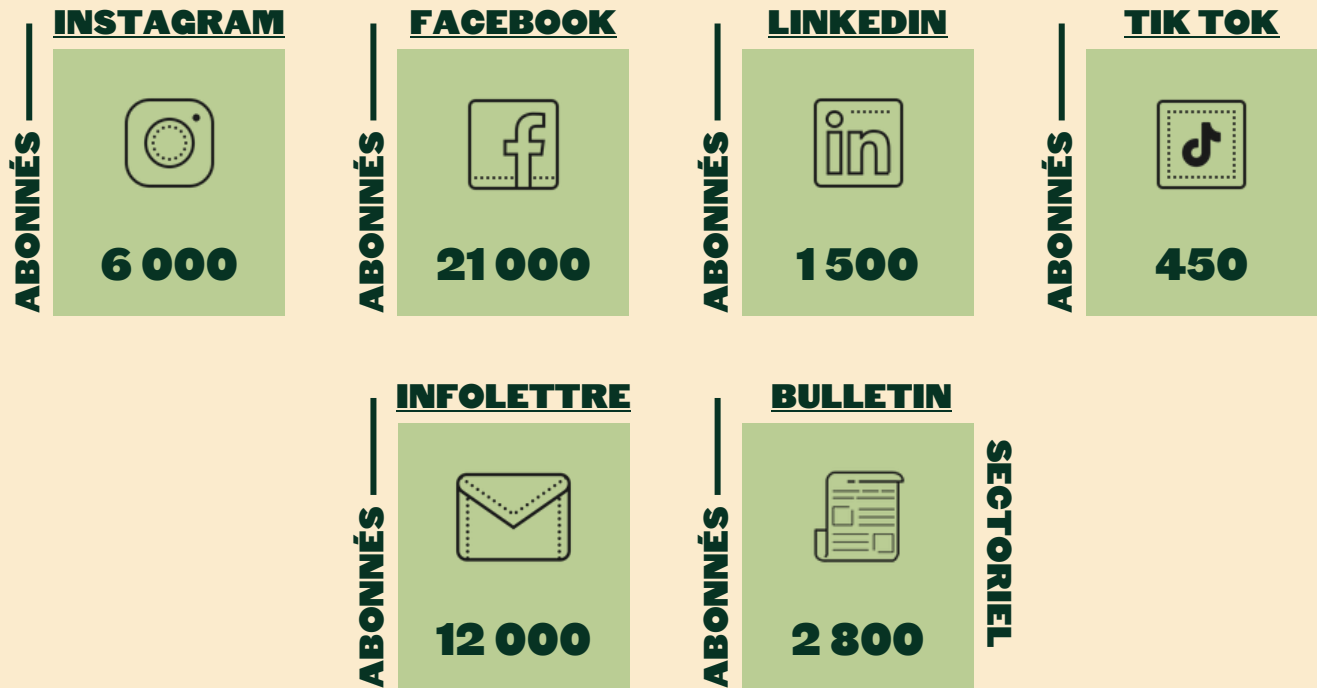 INSTAGRAM
ABONNÉS
6 000
FACEBOOK
ABONNÉS
21 000
LINKEDIN
ABONNÉS
in
1 500
TIK TOK
ABONNÉS
450
INFOLETTRE
ABONNÉS
12 000
BULLETIN
SECTORIEL
ABONNÉS
2 800